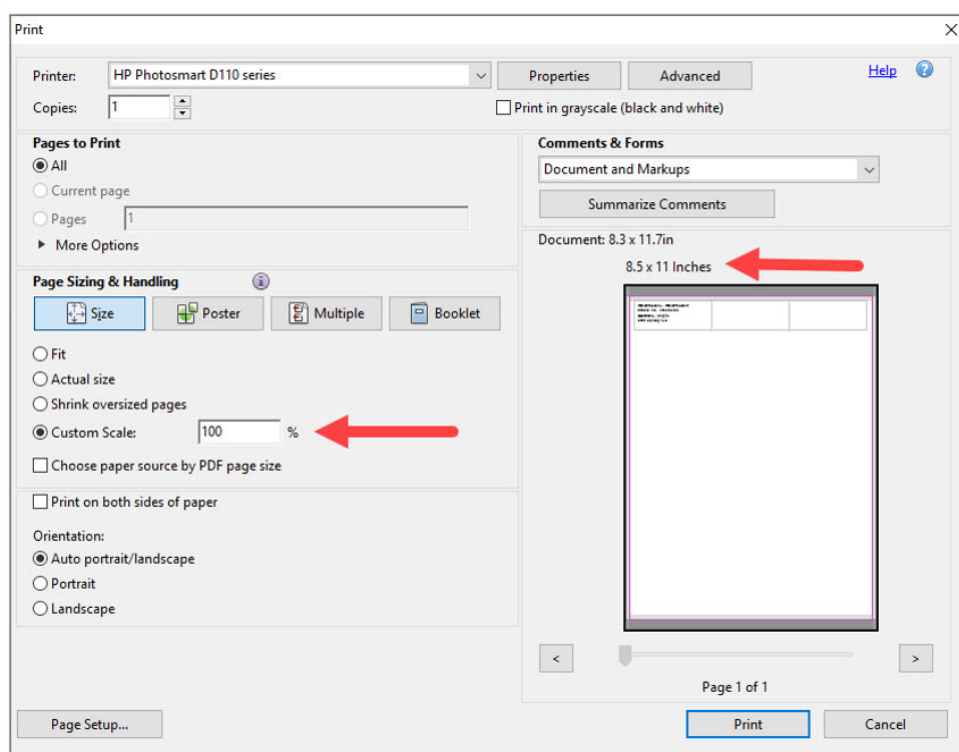 Print
Printer: HP Photosmart D110 series Properties Advanced Help ?
Copies: 1 Print in grayscale (black and white)
Pages to Print
All
Current page
Pages 1
More Options
Comments & Forms
Document and Markups
Summarize Comments
Page Sizing & Handling i
Size Poster Multiple Booklet
Fit
Actual size
Shrink oversized pages
Custom Scale: 100 %
Choose paper source by PDF page size
Print on both sides of paper
Orientation:
Auto portrait/landscape
Portrait
Landscape
Document: 8.3 x 11.7in
8.5 x 11 Inches
< >
Page 1 of 1
Page Setup... Print Cancel